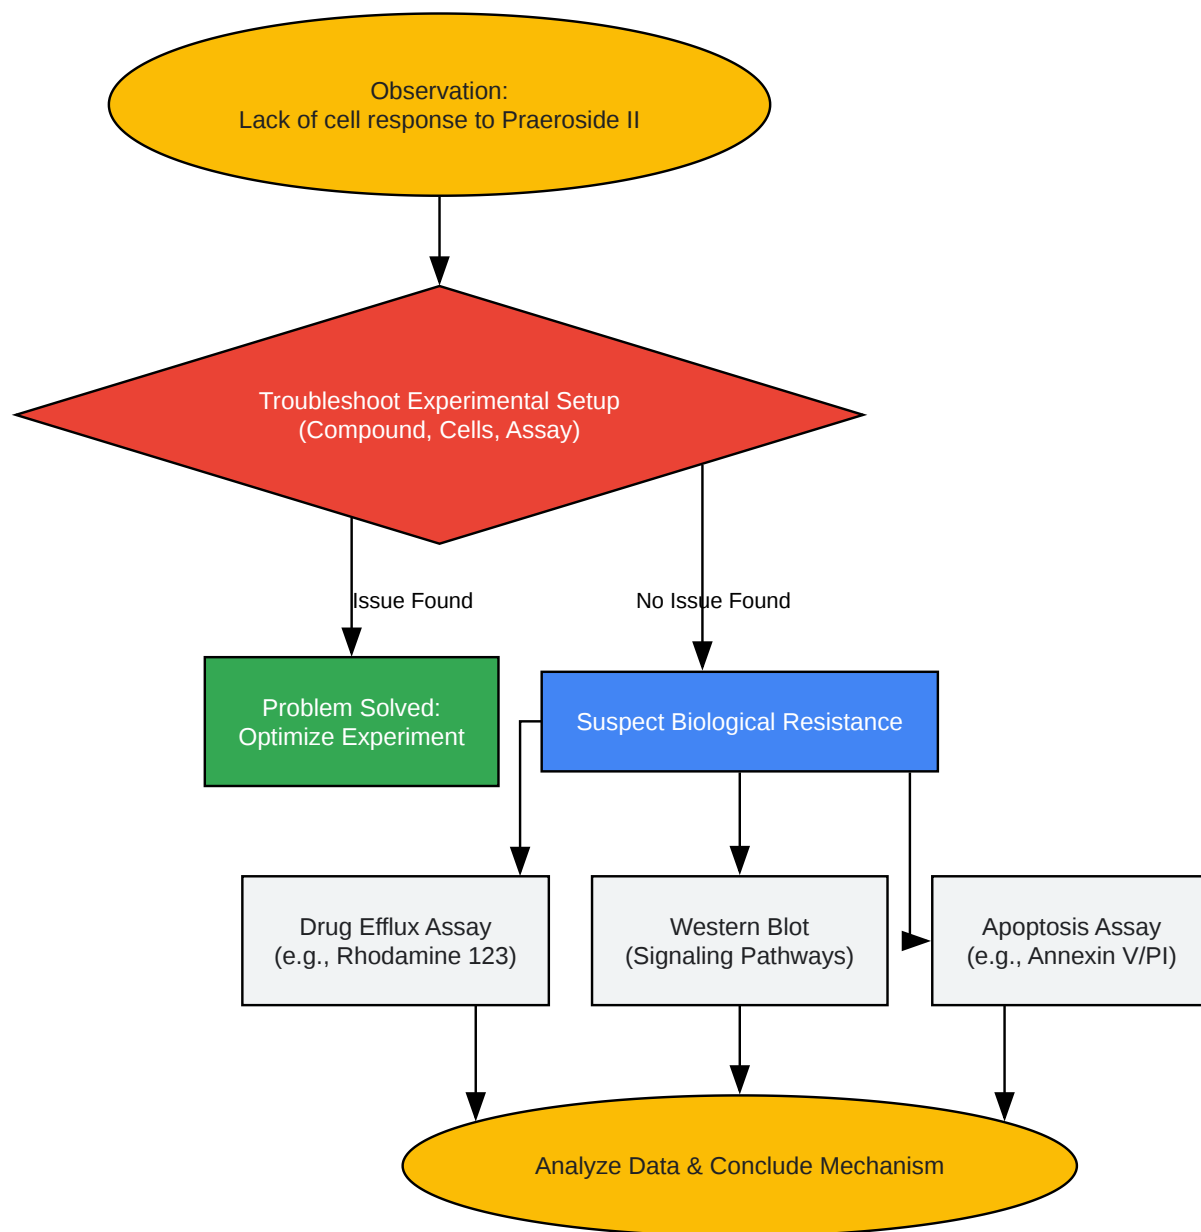 Observation:
Lack of cell response to Praeroside II
Troubleshoot Experimental Setup
(Compound, Cells, Assay)
Issue Found
No Issue Found
Problem Solved:
Optimize Experiment
Suspect Biological Resistance
Drug Efflux Assay
(e.g., Rhodamine 123)
Western Blot
(Signaling Pathways)
Apoptosis Assay
(e.g., Annexin V/PI)
Analyze Data & Conclude Mechanism